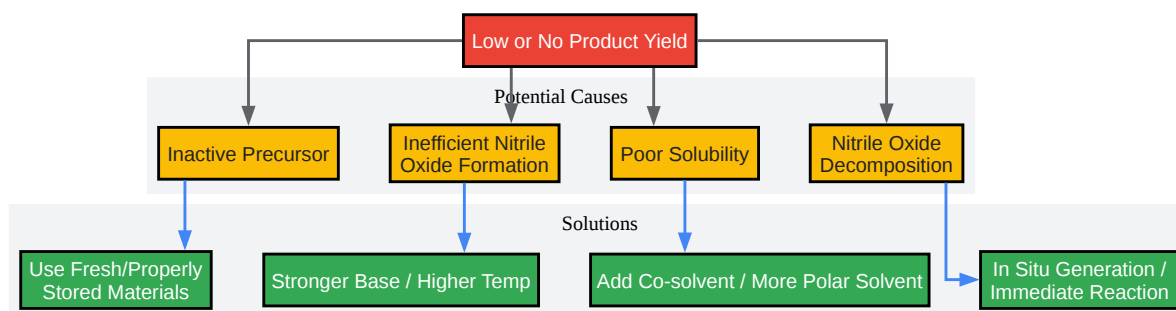 Low or No Product Yield
Potential Causes
Inactive Precursor
Inefficient Nitrile
Oxide Formation
Poor Solubility
Nitrile Oxide
Decomposition
Solutions
Use Fresh/Properly
Stored Materials
Stronger Base / Higher Temp
Add Co-solvent / More Polar Solvent
In Situ Generation /
Immediate Reaction